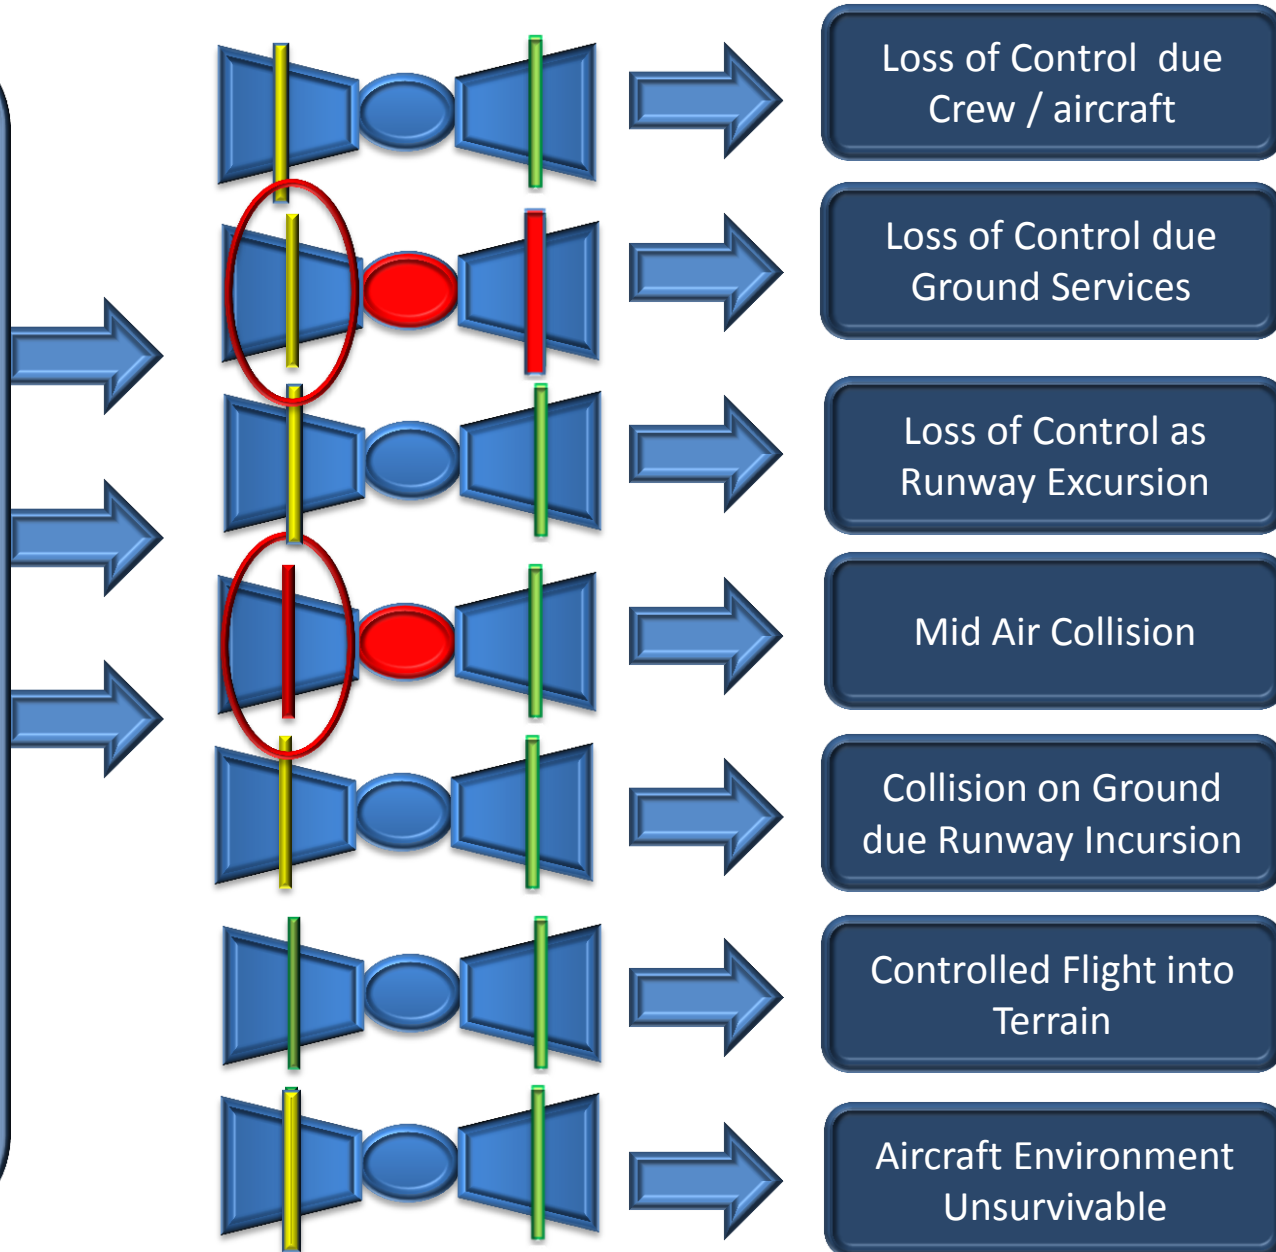 Loss of Control  due
Crew / aircraft
Loss of Control due
Ground Services
Loss of Control as
Runway Excursion
Mid Air Collision
Collision on Ground
due Runway Incursion
Controlled Flight into
Terrain
Aircraft Environment
Unsurvivable